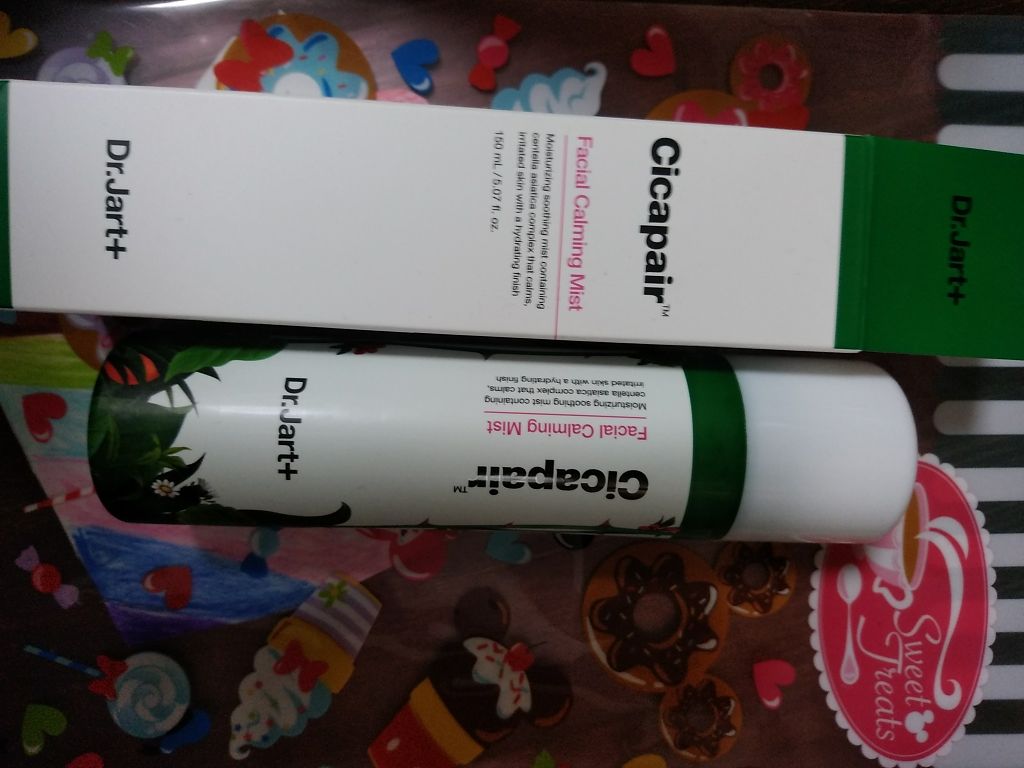 Dr.Jart+
Cicapair™
Facial Calming Mist
Moisturizing soothing mist containing
centella asiatica complex that calms,
irritated skin with a hydrating finish
150 mL / 5.07 fl. oz.
Dr.Jart+
Cicapair™
Facial Calming Mist
Moisturizing soothing mist containing
centella asiatica complex that calms,
irritated skin with a hydrating finish
Dr.Jart+
Sweet
Treats